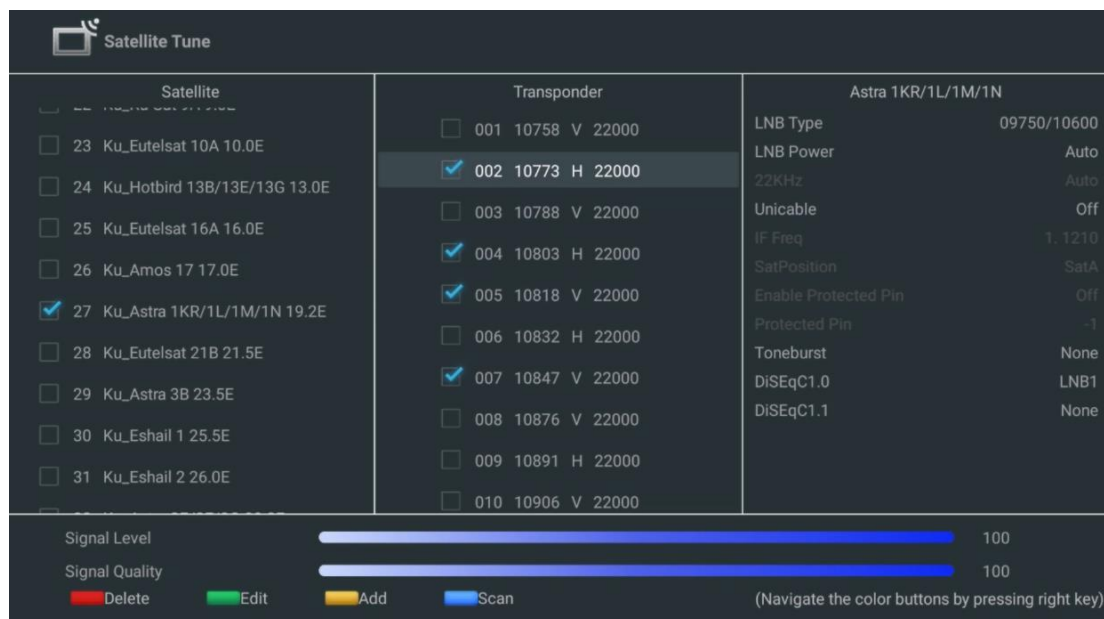 Satellite Tune
Satellite
23 Ku_Eutelsat 10A 10.0E
24 Ku_Hotbird 13B/13E/13G 13.0E
25 Ku_Eutelsat 16A 16.0E
26 Ku_Amos 17 17.0E
27 Ku_Astra 1KR/1L/1M/1N 19.2E
28 Ku_Eutelsat 21B 21.5E
29 Ku_Astra 3B 23.5E
30 Ku_Eshail 1 25.5E
31 Ku_Eshail 2 26.0E
Transponder
001 10758 V 22000
002 10773 H 22000
003 10788 V 22000
004 10803 H 22000
005 10818 V 22000
006 10832 H 22000
007 10847 V 22000
008 10876 V 22000
009 10891 H 22000
010 10906 V 22000
Astra 1KR/1L/1M/1N
LNB Type 09750/10600
LNB Power Auto
22KHz Auto
Unicable Off
IF Freq 1. 1210
SatPosition SatA
Enable Protected Pin Off
Protected Pin -1
Toneburst None
DiSEqC1.0 LNB1
DiSEqC1.1 None
Signal Level 100
Signal Quality 100
Delete Edit Add Scan
(Navigate the color buttons by pressing right key)